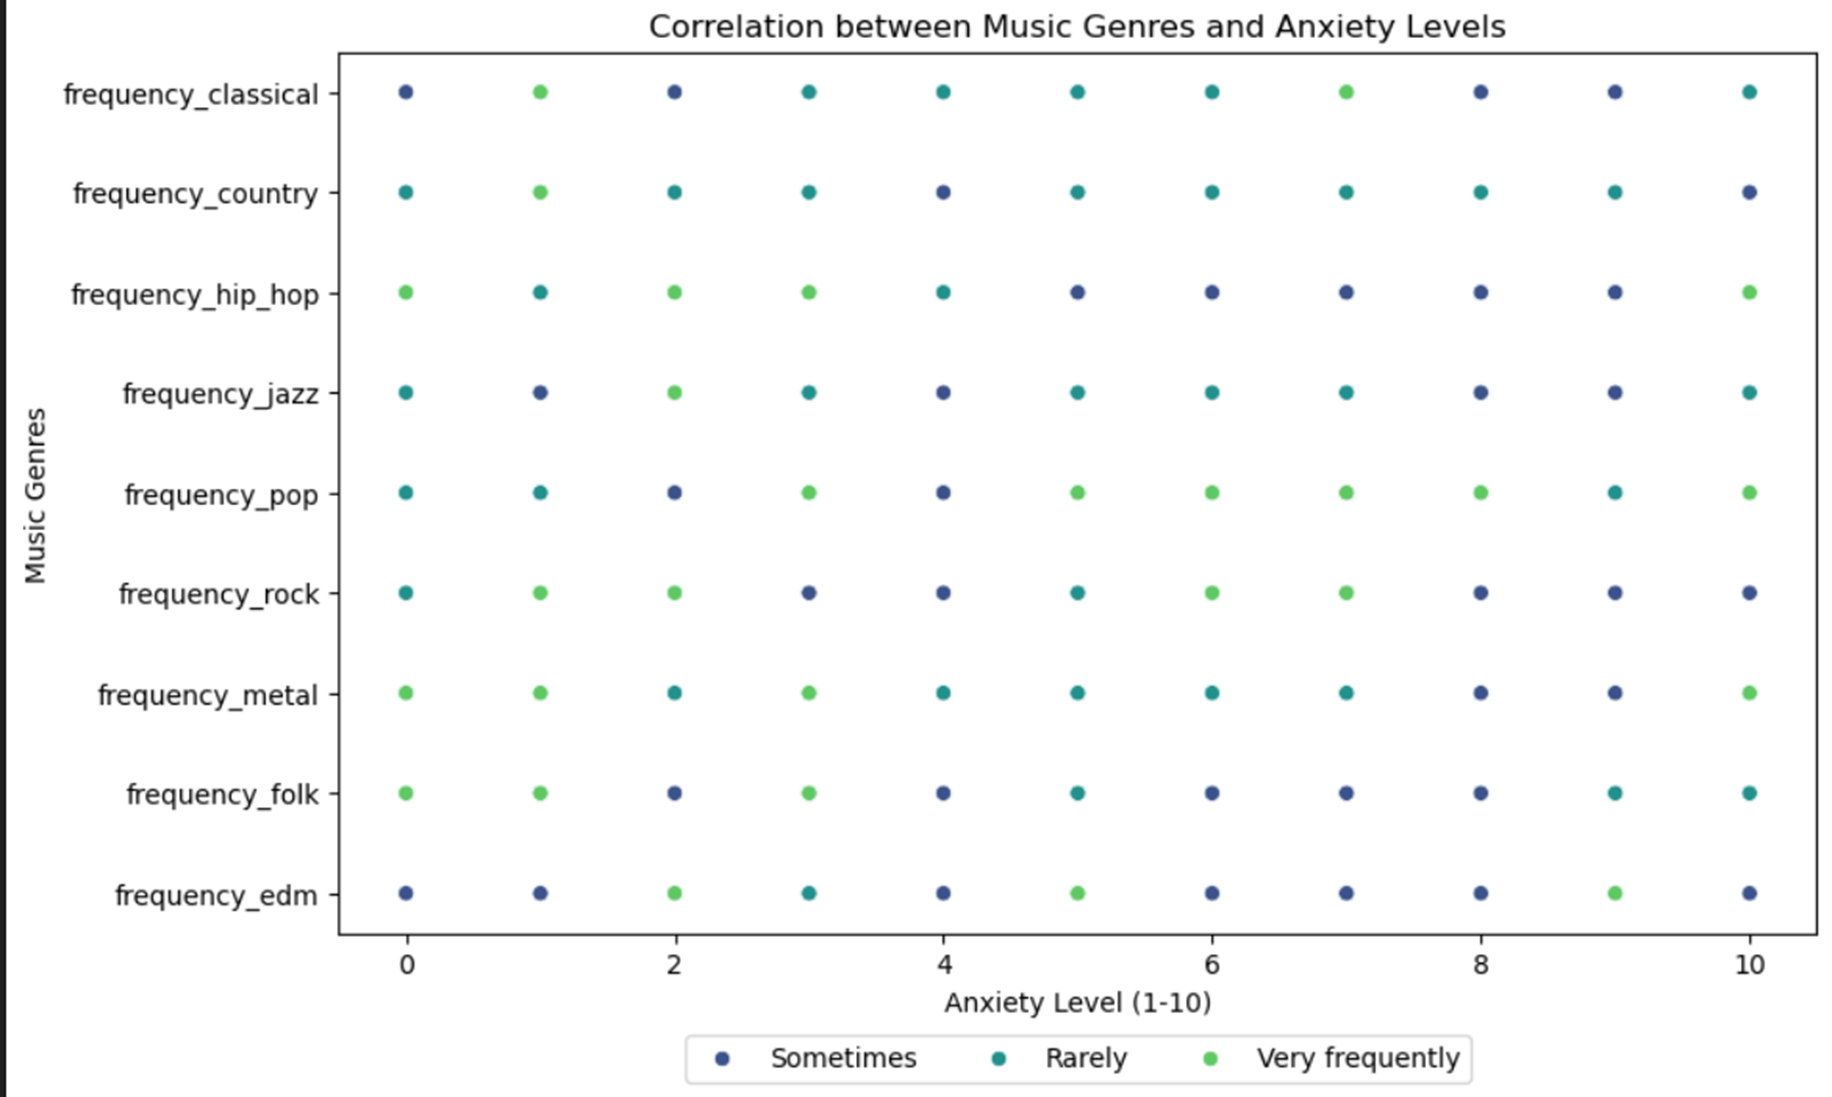 Correlation between Music Genres and Anxiety Levels
frequency_classical
frequency_country
frequency_hip_hop
frequency_jazz
frequency_pop
frequency_rock
frequency_metal
frequency_folk
frequency_edm
Music Genres
0 2 4 6 8 10
Anxiety Level (1-10)
Sometimes Rarely Very frequently